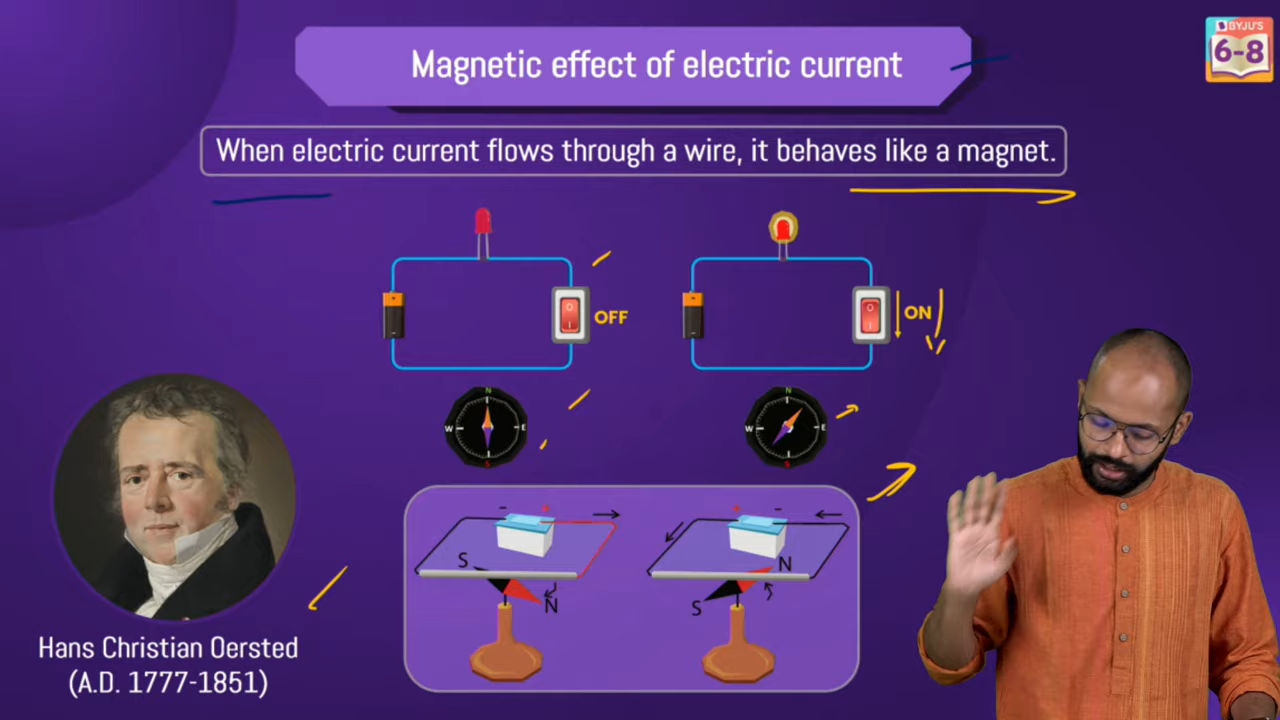 BYJU'S
6-8
Magnetic effect of electric current
When electric current flows through a wire, it behaves like a magnet.
+
-
O
I
OFF
+
-
O
I
ON
N
W
E
S
N
W
E
S
- +
S
N
+ -
N
S
Hans Christian Oersted
(A.D. 1777-1851)